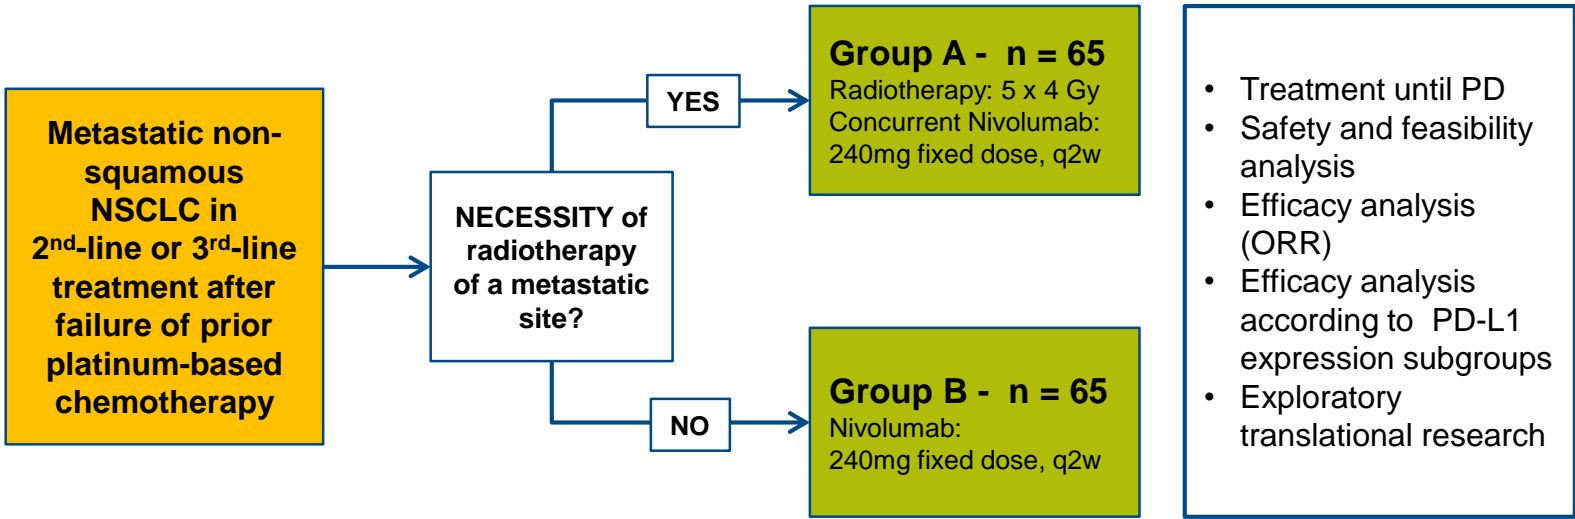 Metastatic non-
squamous
NSCLC in
2nd-line or 3rd-line
treatment after
failure of prior
platinum-based
chemotherapy
NECESSITY of
radiotherapy
of a metastatic
site?
YES
NO
Group A - n = 65
Radiotherapy: 5 x 4 Gy
Concurrent Nivolumab:
240mg fixed dose, q2w
Group B - n = 65
Nivolumab:
240mg fixed dose, q2w
• Treatment until PD
• Safety and feasibility
analysis
• Efficacy analysis
(ORR)
• Efficacy analysis
according to PD-L1
expression subgroups
• Exploratory
translational research